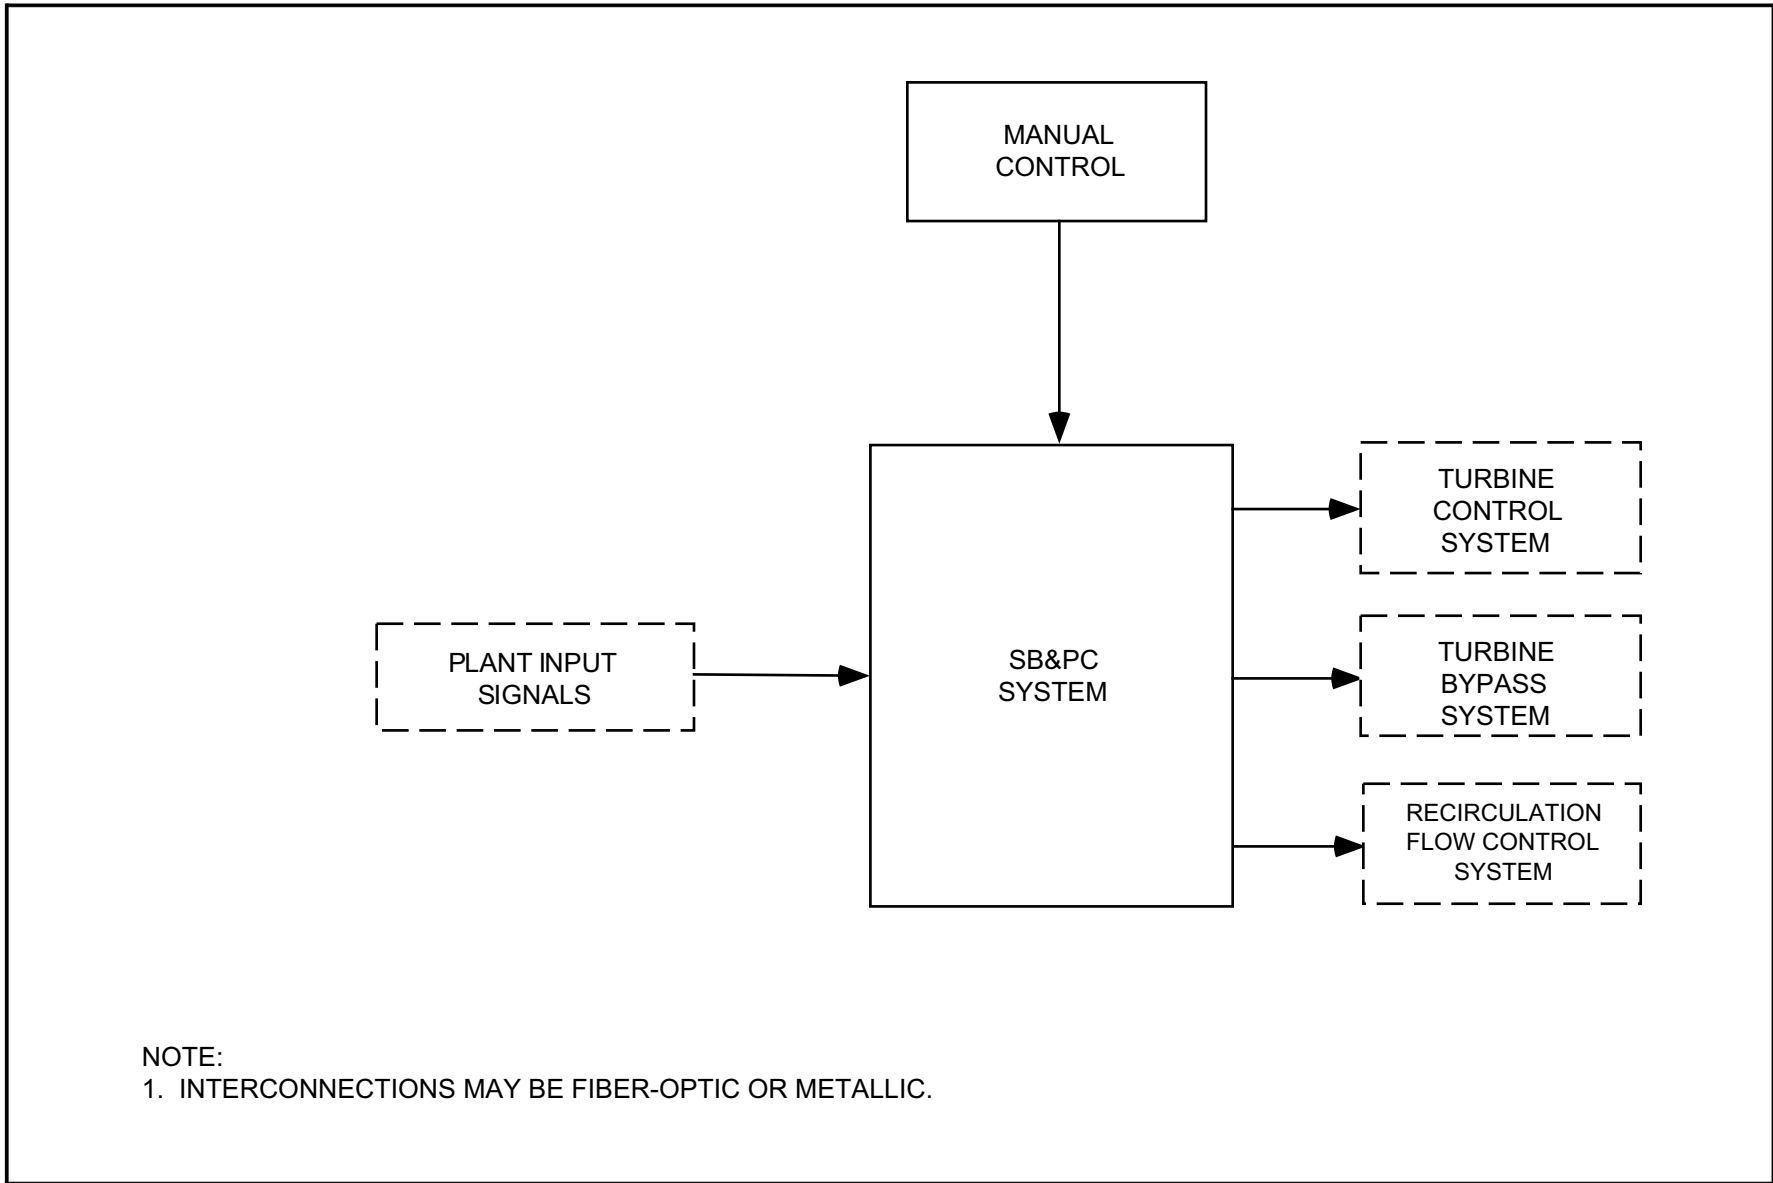 MANUAL
CONTROL
TURBINE
CONTROL
SYSTEM
PLANT INPUT
SIGNALS
SB&PC
SYSTEM
TURBINE
BYPASS
SYSTEM
RECIRCULATION
FLOW CONTROL
SYSTEM
NOTE:
1. INTERCONNECTIONS MAY BE FIBER-OPTIC OR METALLIC.